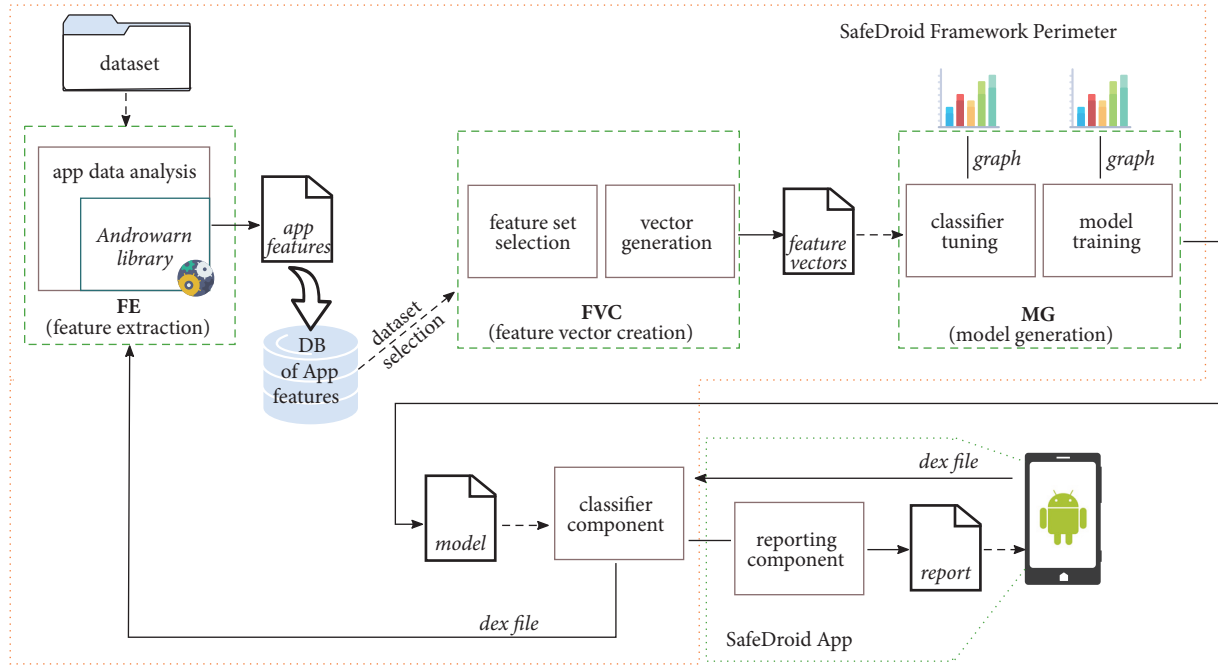 SafeDroid Framework Perimeter
dataset
app data analysis
Androwarn
library
FE
(feature extraction)
app
features
DB
of App
features
dataset
selection
feature set
selection
vector
generation
FVC
(feature vector creation)
feature
vectors
graph
graph
classifier
tuning
model
training
MG
(model generation)
dex file
model
classifier
component
reporting
component
report
dex file
SafeDroid App